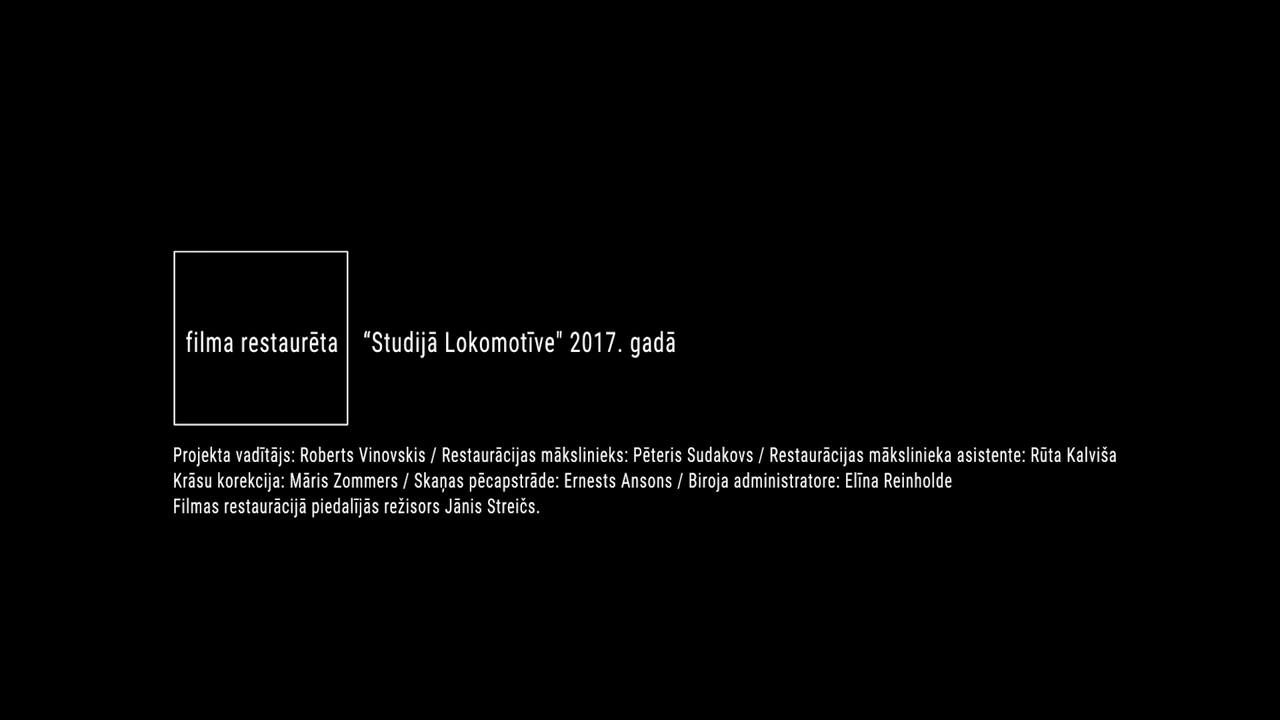 filma restaurēta “Studijā Lokomotīve" 2017. gadā
Projekta vadītājs: Roberts Vinovskis / Restaurācijas mākslinieks: Pēteris Sudakovs / Restaurācijas mākslinieka asistente: Rūta Kalviša
Krāsu korekcija: Māris Zommers / Skaņas pēcapstrāde: Ernests Ansons / Biroja administratore: Elīna Reinholde
Filmas restaurācijā piedalījās režisors Jānis Streičs.